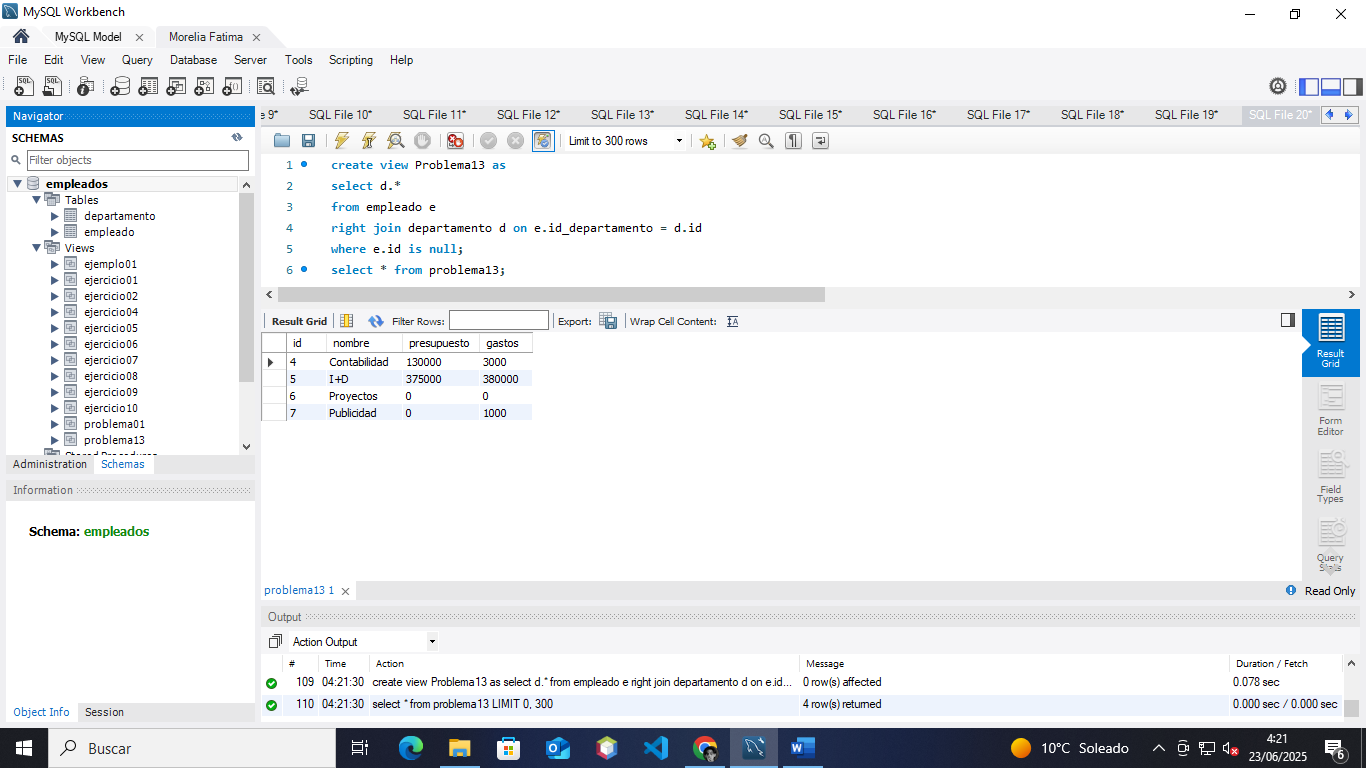 MySQL Workbench
MySQL Model
Morelia Fatima
File Edit View Query Database Server Tools Scripting Help
Navigator
SCHEMAS
Filter objects
empleados
Tables
departamento
empleado
Views
ejemplo01
ejercicio01
ejercicio02
ejercicio04
ejercicio05
ejercicio06
ejercicio07
ejercicio08
ejercicio09
ejercicio10
problema01
problema13
Administration Schemas
Information
Schema: empleados
Object Info Session
e 9* SQL File 10* SQL File 11* SQL File 12* SQL File 13* SQL File 14* SQL File 15* SQL File 16* SQL File 17* SQL File 18* SQL File 19* SQL File 20*
Limit to 300 rows
1 create view Problema13 as
2 select d.*
3 from empleado e
4 right join departamento d on e.id_departamento = d.id
5 where e.id is null;
6 select * from problema13;
Result Grid Filter Rows: Export: Wrap Cell Content:
id nombre presupuesto gastos
4 Contabilidad 130000 3000
5 I+D 375000 380000
6 Proyectos 0 0
7 Publicidad 0 1000
Result
Grid
Form
Editor
Field
Types
Query
Stats
problema13 1
Read Only
Output
Action Output
# Time Action Message Duration / Fetch
109 04:21:30 create view Problema13 as select d.* from empleado e right join departamento d on e.id... 0 row(s) affected 0.078 sec
110 04:21:30 select * from problema13 LIMIT 0, 300 4 row(s) returned 0.000 sec / 0.000 sec
Buscar
10°C Soleado
4:21
23/06/2025
6